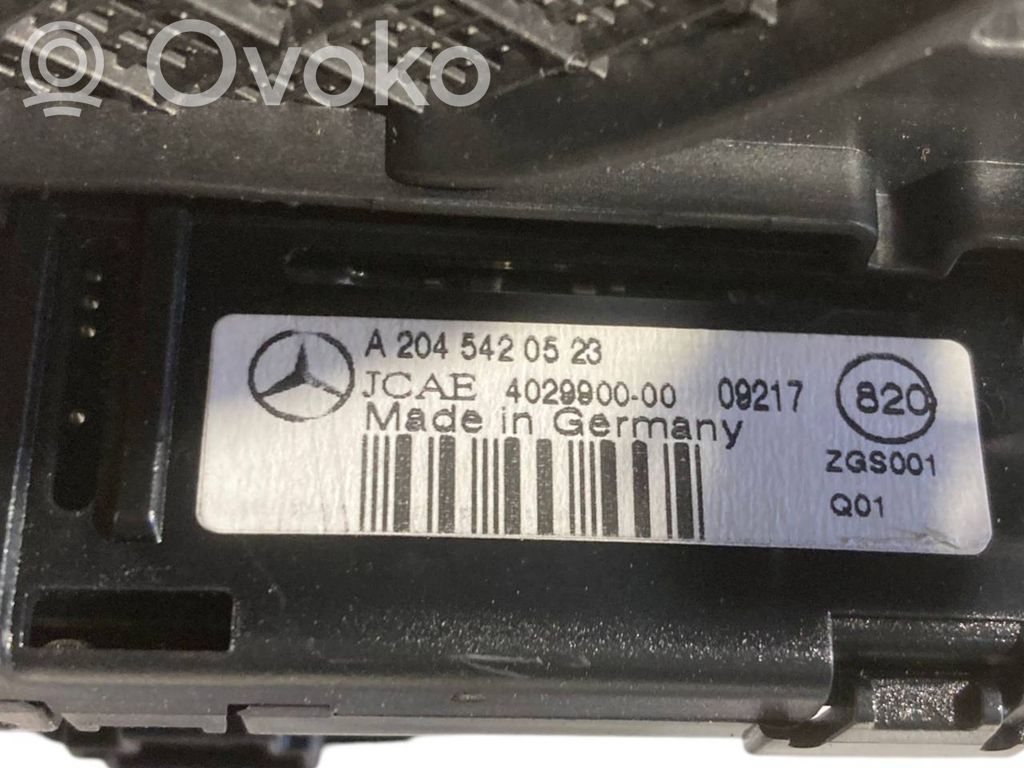 Ovoko
A 204 542 05 23
JCAE 4029900-00 09217
820
Made in Germany
ZGS001
Q01